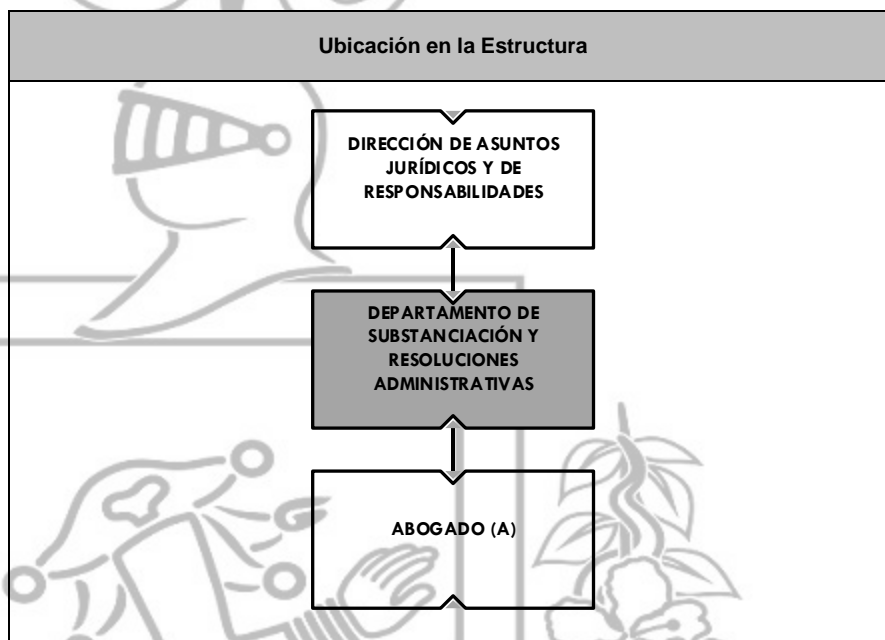 Ubicación en la Estructura
DIRECCIÓN DE ASUNTOS
JURÍDICOS Y DE
RESPONSABILIDADES
DEPARTAMENTO DE
SUBSTANCIACIÓN Y
RESOLUCIONES
ADMINISTRATIVAS
ABOGADO (A)